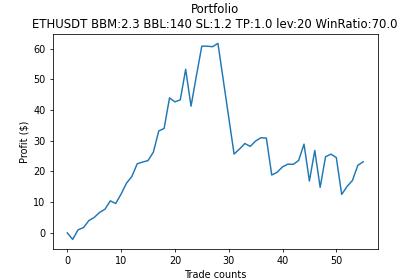 Portfolio
ETHUSDT BBM:2.3 BBL:140 SL:1.2 TP:1.0 lev:20 WinRatio:70.0
60
50
40
30
20
10
0
Profit ($)
0 10 20 30 40 50
Trade counts